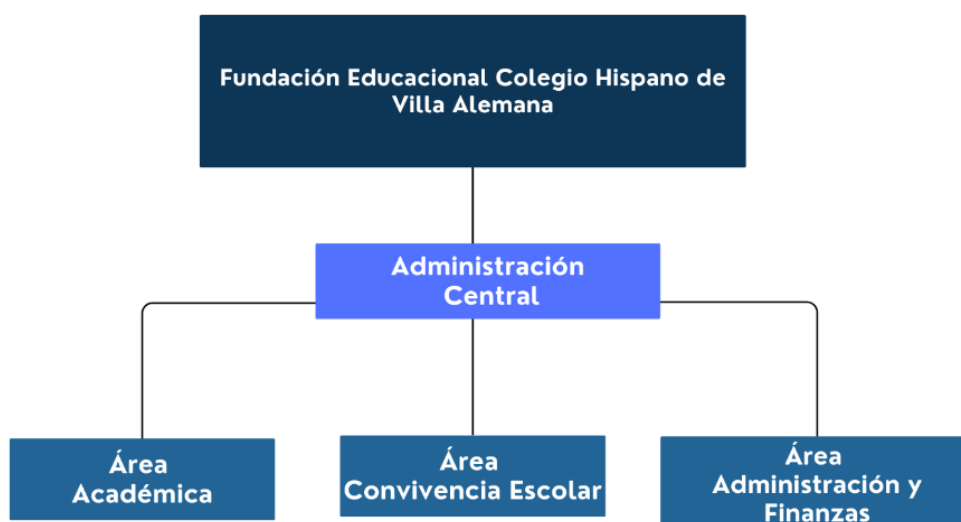 Fundación Educacional Colegio Hispano de
Villa Alemana
Administración
Central
Área
Académica
Área
Convivencia Escolar
Área
Administración y
Finanzas